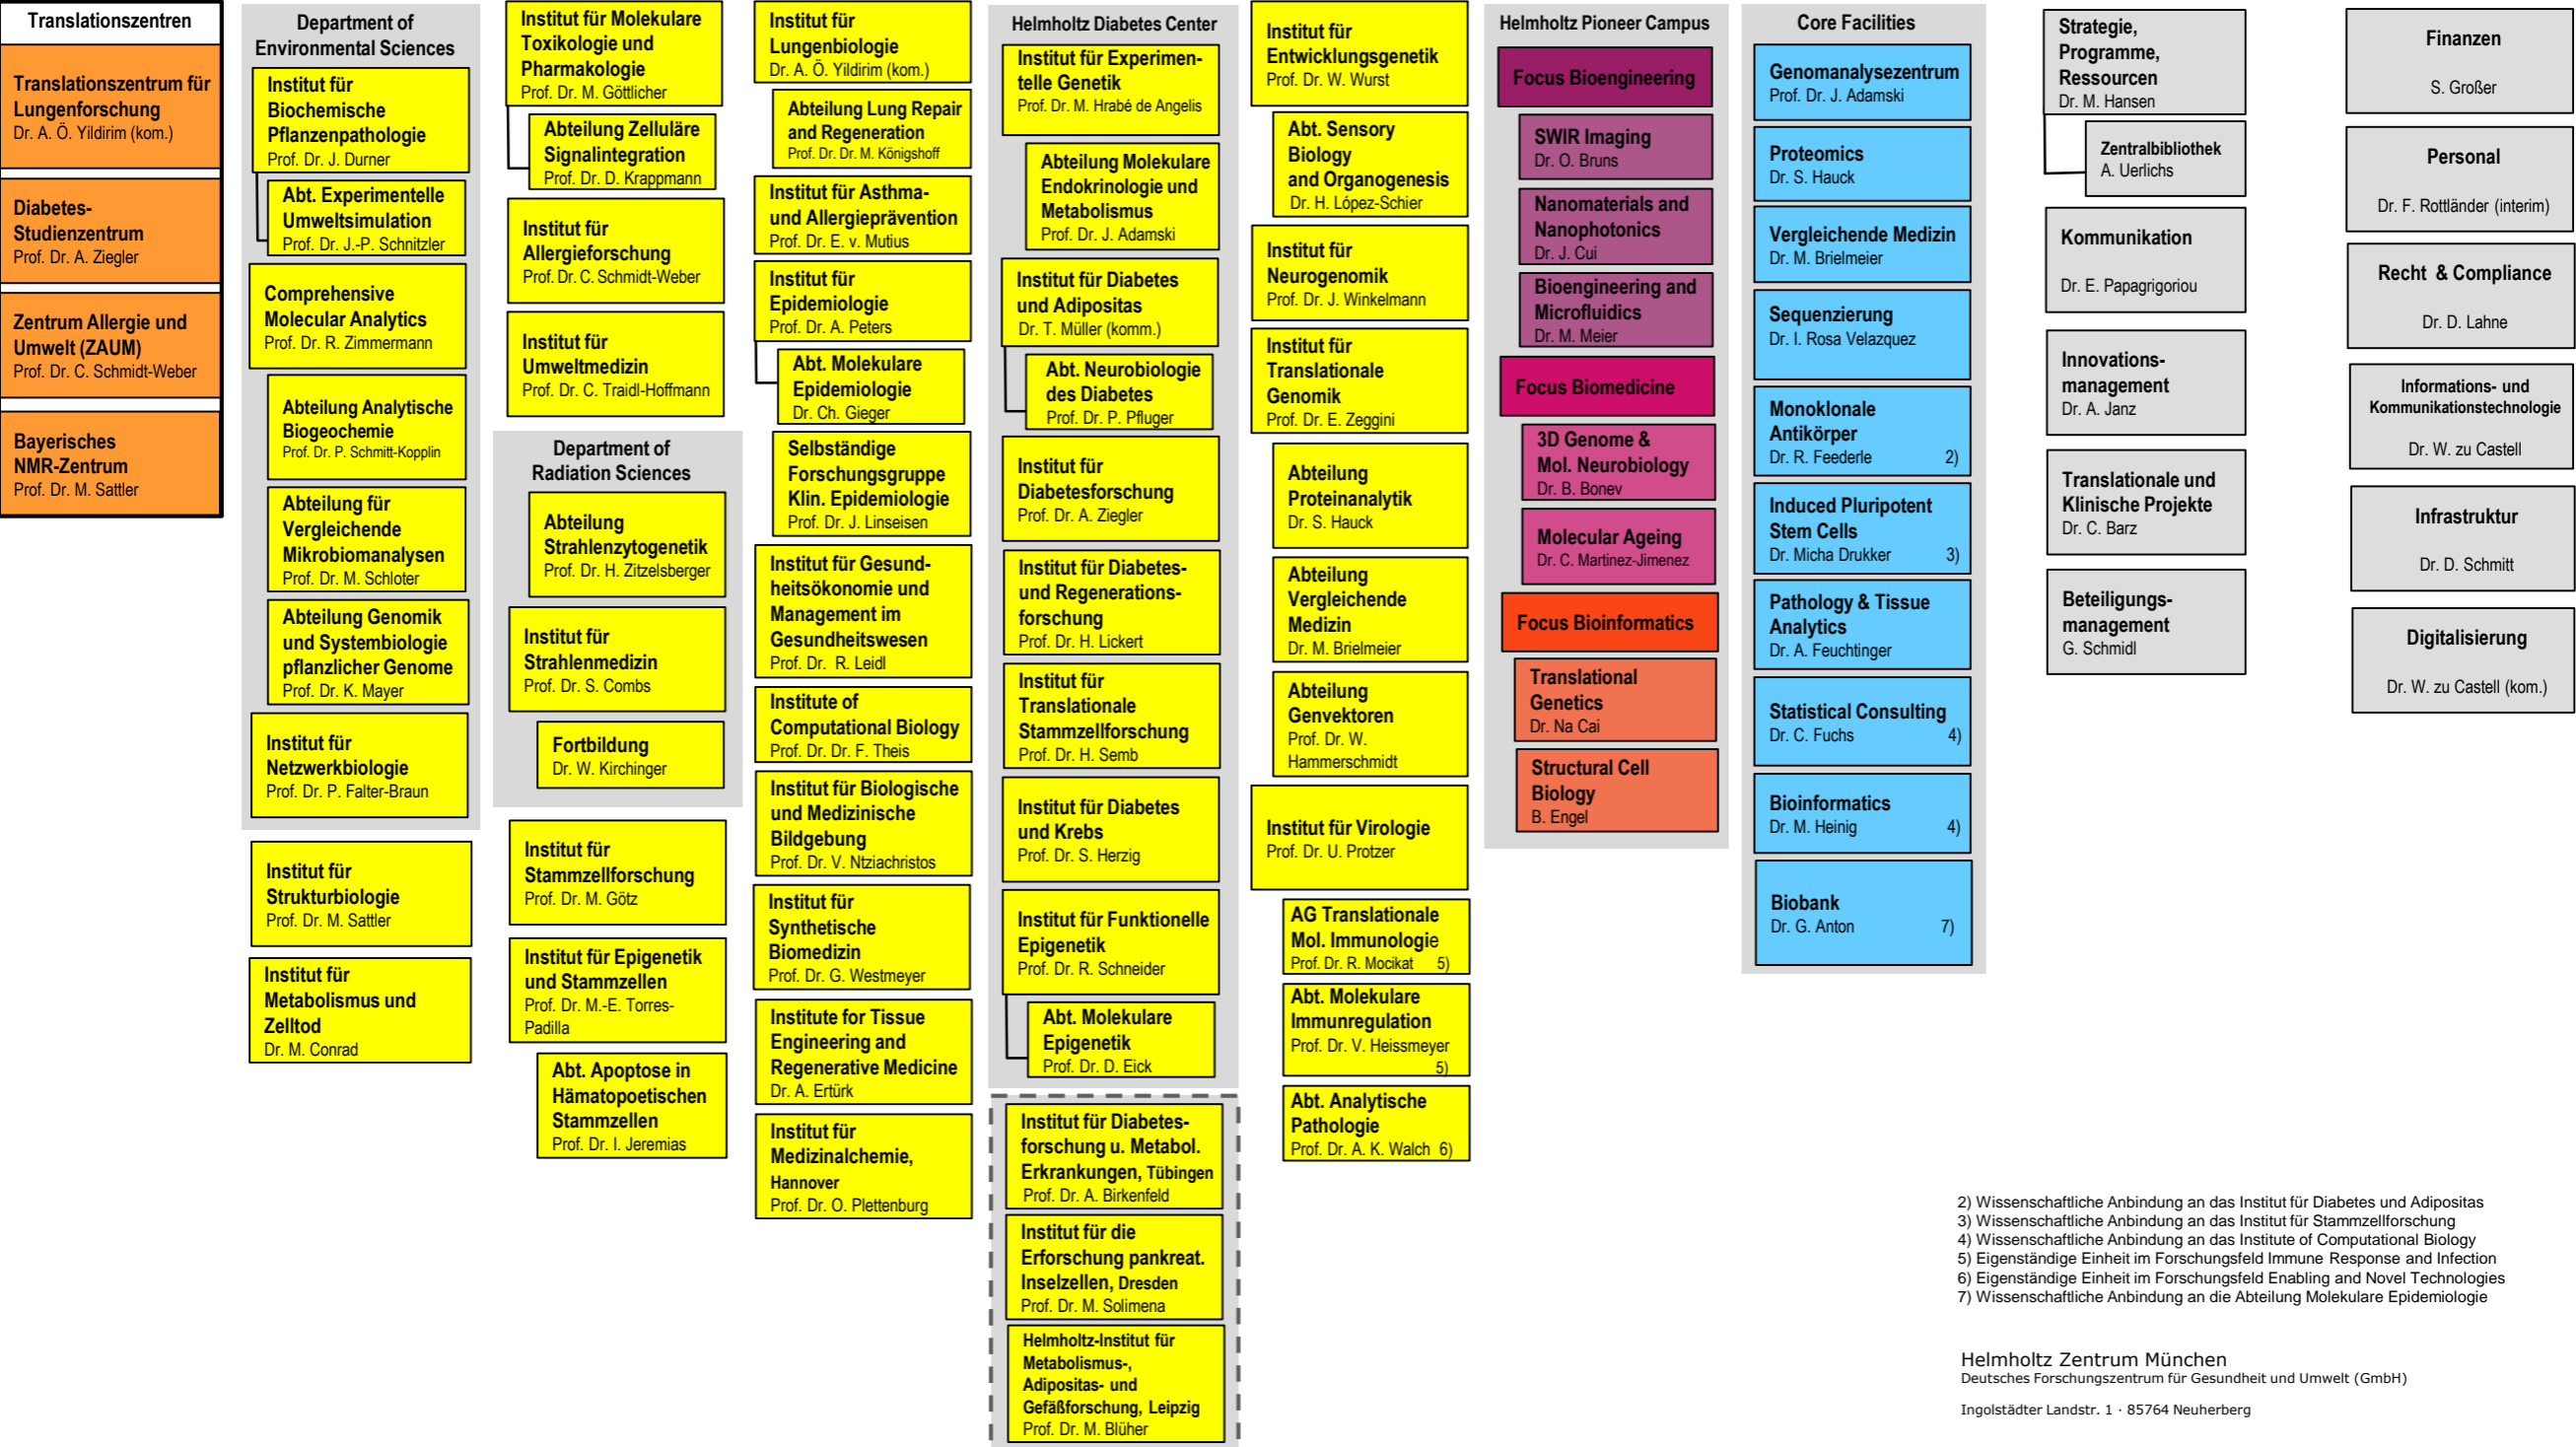 Translationszentren
Translationszentrum für
Lungenforschung
Dr. A. Ö. Yildirim (kom.)
Diabetes-
Studienzentrum
Prof. Dr. A. Ziegler
Zentrum Allergie und
Umwelt (ZAUM)
Prof. Dr. C. Schmidt-Weber
Bayerisches
NMR-Zentrum
Prof. Dr. M. Sattler
Department of
Environmental Sciences
Institut für
Biochemische
Pflanzenpathologie
Prof. Dr. J. Durner
Abt. Experimentelle
Umweltsimulation
Prof. Dr. J.-P. Schnitzler
Comprehensive
Molecular Analytics
Prof. Dr. R. Zimmermann
Abteilung Analytische
Biogeochemie
Prof. Dr. P. Schmitt-Kopplin
Abteilung für
Vergleichende
Mikrobiomanalysen
Prof. Dr. M. Schloter
Abteilung Genomik
und Systembiologie
pflanzlicher Genome
Prof. Dr. K. Mayer
Institut für
Netzwerkbiologie
Prof. Dr. P. Falter-Braun
Institut für
Strukturbiologie
Prof. Dr. M. Sattler
Institut für
Metabolismus und
Zelltod
Dr. M. Conrad
Institut für Molekulare
Toxikologie und
Pharmakologie
Prof. Dr. M. Göttlicher
Abteilung Zelluläre
Signalintegration
Prof. Dr. D. Krappmann
Institut für
Allergieforschung
Prof. Dr. C. Schmidt-Weber
Institut für
Umweltmedizin
Prof. Dr. C. Traidl-Hoffmann
Department of
Radiation Sciences
Abteilung
Strahlenzytogenetik
Prof. Dr. H. Zitzelsberger
Institut für
Strahlenmedizin
Prof. Dr. S. Combs
Fortbildung
Dr. W. Kirchinger
Institut für
Stammzellforschung
Prof. Dr. M. Götz
Institut für Epigenetik
und Stammzellen
Prof. Dr. M.-E. Torres-
Padilla
Abt. Apoptose in
Hämatopoetischen
Stammzellen
Prof. Dr. I. Jeremias
Institut für
Lungenbiologie
Dr. A. Ö. Yildirim (kom.)
Abteilung Lung Repair
and Regeneration
Prof. Dr. Dr. M. Königshoff
Institut für Asthma-
und Allergieprävention
Prof. Dr. E. v. Mutius
Institut für
Epidemiologie
Prof. Dr. A. Peters
Abt. Molekulare
Epidemiologie
Dr. Ch. Gieger
Selbständige
Forschungsgruppe
Klin. Epidemiologie
Prof. Dr. J. Linseisen
Institut für Gesund-
heitsökonomie und
Management im
Gesundheitswesen
Prof. Dr. R. Leidl
Institute of
Computational Biology
Prof. Dr. Dr. F. Theis
Institut für Biologische
und Medizinische
Bildgebung
Prof. Dr. V. Ntziachristos
Institut für
Synthetische
Biomedizin
Prof. Dr. G. Westmeyer
Institute for Tissue
Engineering and
Regenerative Medicine
Dr. A. Ertürk
Institut für
Medizinalchemie,
Hannover
Prof. Dr. O. Plettenburg
Helmholtz Diabetes Center
Institut für Experimen-
telle Genetik
Prof. Dr. M. Hrabé de Angelis
Abteilung Molekulare
Endokrinologie und
Metabolismus
Prof. Dr. J. Adamski
Institut für Diabetes
und Adipositas
Dr. T. Müller (komm.)
Abt. Neurobiologie
des Diabetes
Prof. Dr. P. Pfluger
Institut für
Diabetesforschung
Prof. Dr. A. Ziegler
Institut für Diabetes-
und Regenerations-
forschung
Prof. Dr. H. Lickert
Institut für
Translationale
Stammzellforschung
Prof. Dr. H. Semb
Institut für Diabetes
und Krebs
Prof. Dr. S. Herzig
Institut für Funktionelle
Epigenetik
Prof. Dr. R. Schneider
Abt. Molekulare
Epigenetik
Prof. Dr. D. Eick
Institut für Diabetes-
forschung u. Metabol.
Erkrankungen, Tübingen
Prof. Dr. A. Birkenfeld
Institut für die
Erforschung pankreat.
Inselzellen, Dresden
Prof. Dr. M. Solimena
Helmholtz-Institut für
Metabolismus-,
Adipositas- und
Gefäßforschung, Leipzig
Prof. Dr. M. Blüher
Institut für
Entwicklungsgenetik
Prof. Dr. W. Wurst
Abt. Sensory
Biology
and Organogenesis
Dr. H. López-Schier
Institut für
Neurogenomik
Prof. Dr. J. Winkelmann
Institut für
Translationale
Genomik
Prof. Dr. E. Zeggini
Abteilung
Proteinanalytik
Dr. S. Hauck
Abteilung
Vergleichende
Medizin
Dr. M. Brielmeier
Abteilung
Genvektoren
Prof. Dr. W.
Hammerschmidt
Institut für Virologie
Prof. Dr. U. Protzer
AG Translationale
Mol. Immunologie
Prof. Dr. R. Mocikat 5)
Abt. Molekulare
Immunregulation
Prof. Dr. V. Heissmeyer
5)
Abt. Analytische
Pathologie
Prof. Dr. A. K. Walch 6)
Helmholtz Pioneer Campus
Focus Bioengineering
SWIR Imaging
Dr. O. Bruns
Nanomaterials and
Nanophotonics
Dr. J. Cui
Bioengineering and
Microfluidics
Dr. M. Meier
Focus Biomedicine
3D Genome &
Mol. Neurobiology
Dr. B. Bonev
Molecular Ageing
Dr. C. Martinez-Jimenez
Focus Bioinformatics
Translational
Genetics
Dr. Na Cai
Structural Cell
Biology
B. Engel
Core Facilities
Genomanalysezentrum
Prof. Dr. J. Adamski
Proteomics
Dr. S. Hauck
Vergleichende Medizin
Dr. M. Brielmeier
Sequenzierung
Dr. I. Rosa Velazquez
Monoklonale
Antikörper
Dr. R. Feederle 2)
Induced Pluripotent
Stem Cells
Dr. Micha Drukker 3)
Pathology & Tissue
Analytics
Dr. A. Feuchtinger
Statistical Consulting
Dr. C. Fuchs 4)
Bioinformatics
Dr. M. Heinig 4)
Biobank
Dr. G. Anton 7)
Strategie,
Programme,
Ressourcen
Dr. M. Hansen
Zentralbibliothek
A. Uerlichs
Kommunikation
Dr. E. Papagrigoriou
Innovations-
management
Dr. A. Janz
Translationale und
Klinische Projekte
Dr. C. Barz
Beteiligungs-
management
G. Schmidl
Finanzen
S. Großer
Personal
Dr. F. Rottländer (interim)
Recht & Compliance
Dr. D. Lahne
Informations- und
Kommunikationstechnologie
Dr. W. zu Castell
Infrastruktur
Dr. D. Schmitt
Digitalisierung
Dr. W. zu Castell (kom.)
2) Wissenschaftliche Anbindung an das Institut für Diabetes und Adipositas
3) Wissenschaftliche Anbindung an das Institut für Stammzellforschung
4) Wissenschaftliche Anbindung an das Institute of Computational Biology
5) Eigenständige Einheit im Forschungsfeld Immune Response and Infection
6) Eigenständige Einheit im Forschungsfeld Enabling and Novel Technologies
7) Wissenschaftliche Anbindung an die Abteilung Molekulare Epidemiologie
Helmholtz Zentrum München
Deutsches Forschungszentrum für Gesundheit und Umwelt (GmbH)
Ingolstädter Landstr. 1 · 85764 Neuherberg